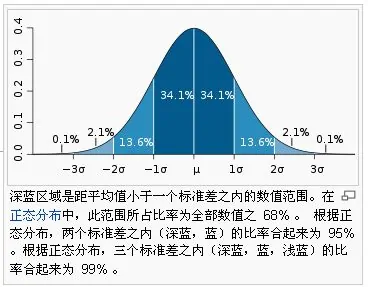 0.4
0.3
0.2
0.1
0.0
34.1% 34.1%
0.1% 2.1% 13.6% 13.6% 2.1% 0.1%
−3σ −2σ −1σ μ 1σ 2σ 3σ
深蓝区域是距平均值小于一个标准差之内的数值范围。在
正态分布中，此范围所占比率为全部数值之 68% 。 根据正
态分布，两个标准差之内（深蓝，蓝）的比率合起来为 95%
。根据正态分布，三个标准差之内（深蓝，蓝，浅蓝）的比
率合起来为 99% 。